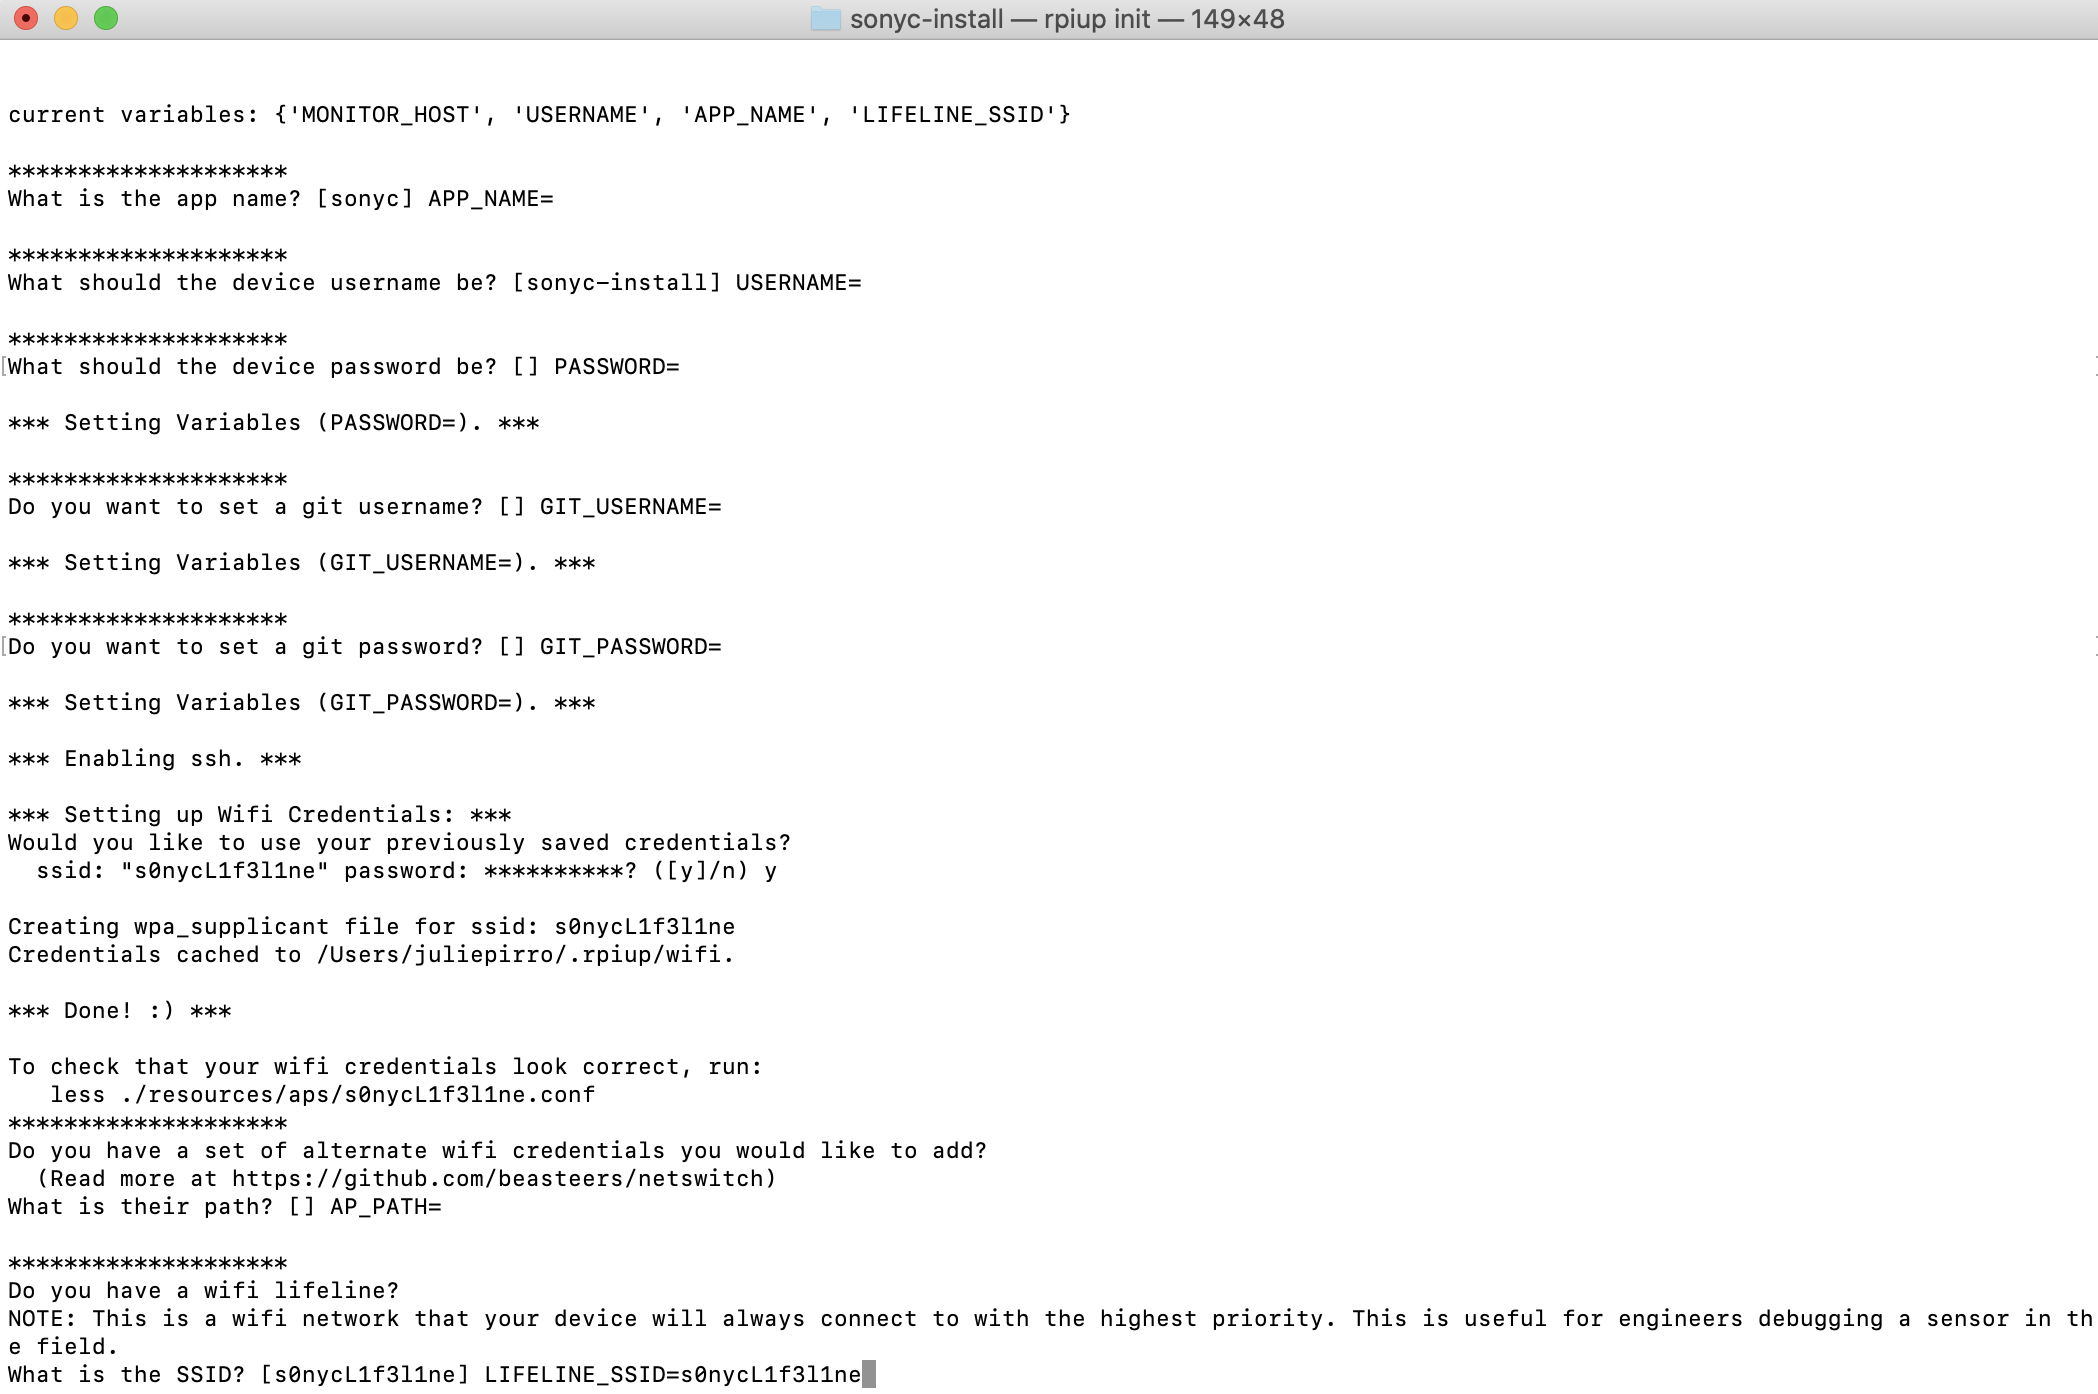 sonyc-install — rpiup init — 149×48
current variables: {'MONITOR_HOST', 'USERNAME', 'APP_NAME', 'LIFELINE_SSID'}
********************
What is the app name? [sonyc] APP_NAME=
********************
What should the device username be? [sonyc-install] USERNAME=
********************
What should the device password be? [] PASSWORD=
*** Setting Variables (PASSWORD=). ***
********************
Do you want to set a git username? [] GIT_USERNAME=
*** Setting Variables (GIT_USERNAME=). ***
********************
Do you want to set a git password? [] GIT_PASSWORD=
*** Setting Variables (GIT_PASSWORD=). ***
*** Enabling ssh. ***
*** Setting up Wifi Credentials: ***
Would you like to use your previously saved credentials?
  ssid: "s0nycL1f3l1ne" password: **********? ([y]/n) y
Creating wpa_supplicant file for ssid: s0nycL1f3l1ne
Credentials cached to /Users/juliepirro/.rpiup/wifi.
*** Done! :) ***
To check that your wifi credentials look correct, run:
   less ./resources/aps/s0nycL1f3l1ne.conf
********************
Do you have a set of alternate wifi credentials you would like to add?
  (Read more at https://github.com/beasteers/netswitch)
What is their path? [] AP_PATH=
********************
Do you have a wifi lifeline?
NOTE: This is a wifi network that your device will always connect to with the highest priority. This is useful for engineers debugging a sensor in th
e field.
What is the SSID? [s0nycL1f3l1ne] LIFELINE_SSID=s0nycL1f3l1ne